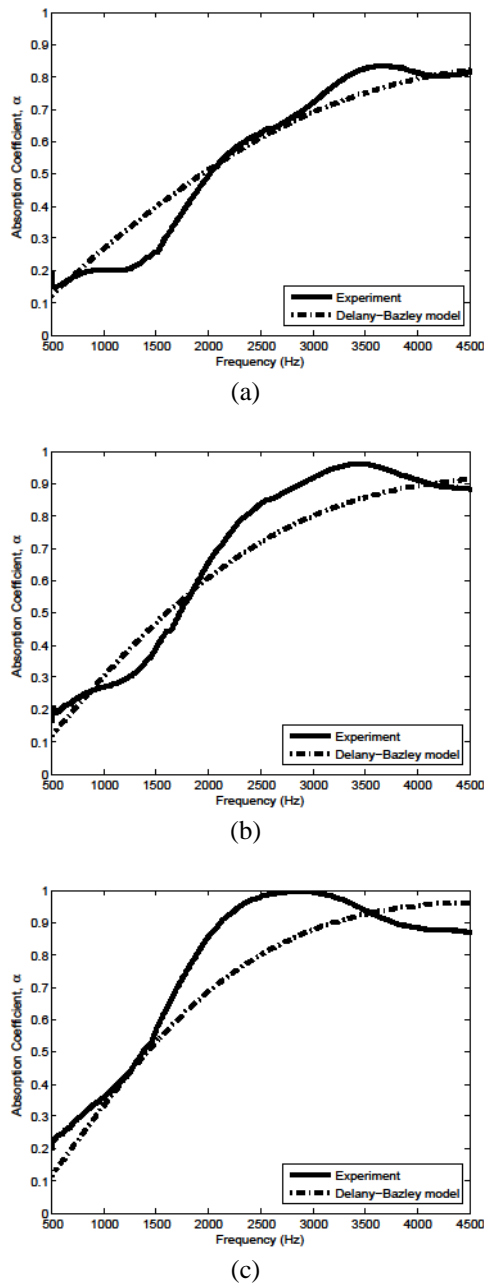 1
0.9
0.8
0.7
0.6
0.5
0.4
0.3
0.2
0.1
0
Absorption Coefficient, α
500 1000 1500 2000 2500 3000 3500 4000 4500
Frequency (Hz)
Experiment
Delany−Bazley model
(a)
1
0.9
0.8
0.7
0.6
0.5
0.4
0.3
0.2
0.1
0
Absorption Coefficient, α
500 1000 1500 2000 2500 3000 3500 4000 4500
Frequency (Hz)
Experiment
Delany−Bazley model
(b)
1
0.9
0.8
0.7
0.6
0.5
0.4
0.3
0.2
0.1
0
Absorption Coefficient, α
500 1000 1500 2000 2500 3000 3500 4000 4500
Frequency (Hz)
Experiment
Delany−Bazley model
(c)